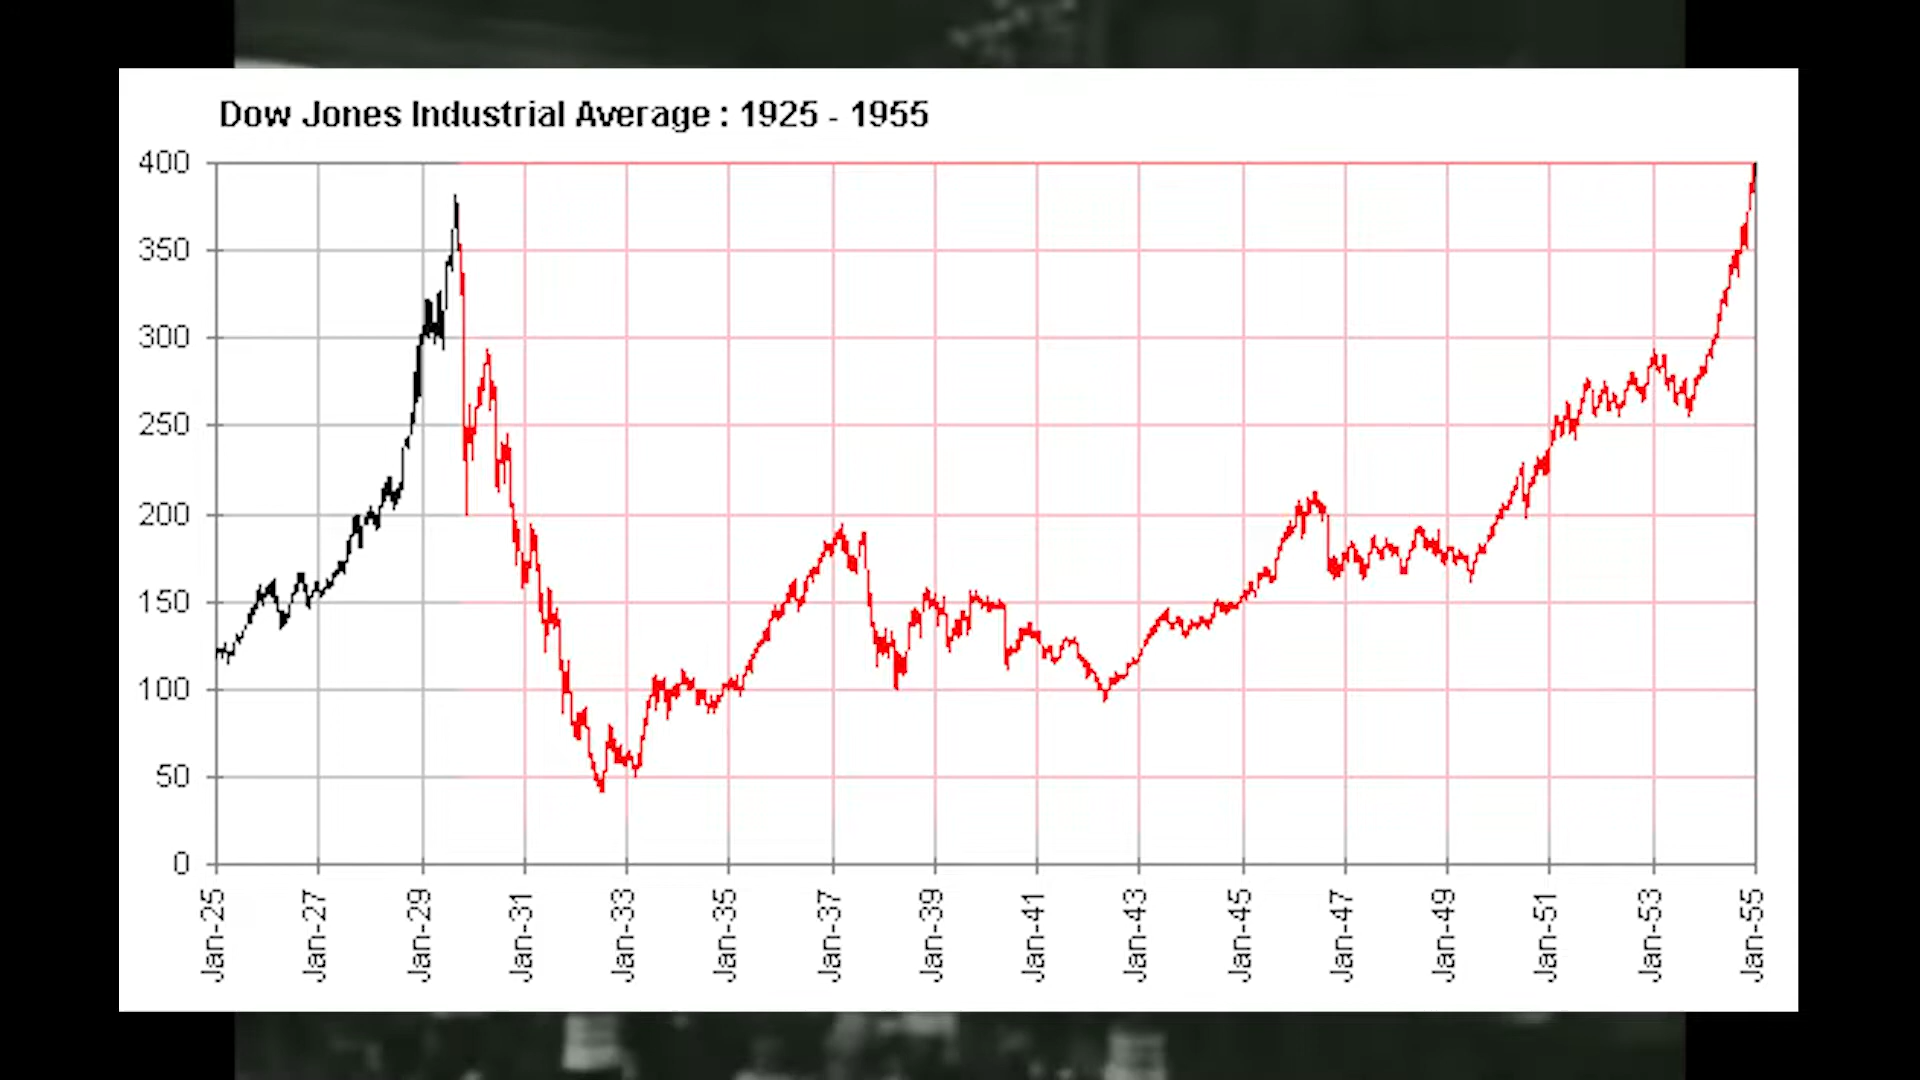 Dow Jones Industrial Average : 1925 - 1955
400
350
300
250
200
150
100
50
0
Jan-25
Jan-27
Jan-29
Jan-31
Jan-33
Jan-35
Jan-37
Jan-39
Jan-41
Jan-43
Jan-45
Jan-47
Jan-49
Jan-51
Jan-53
Jan-55